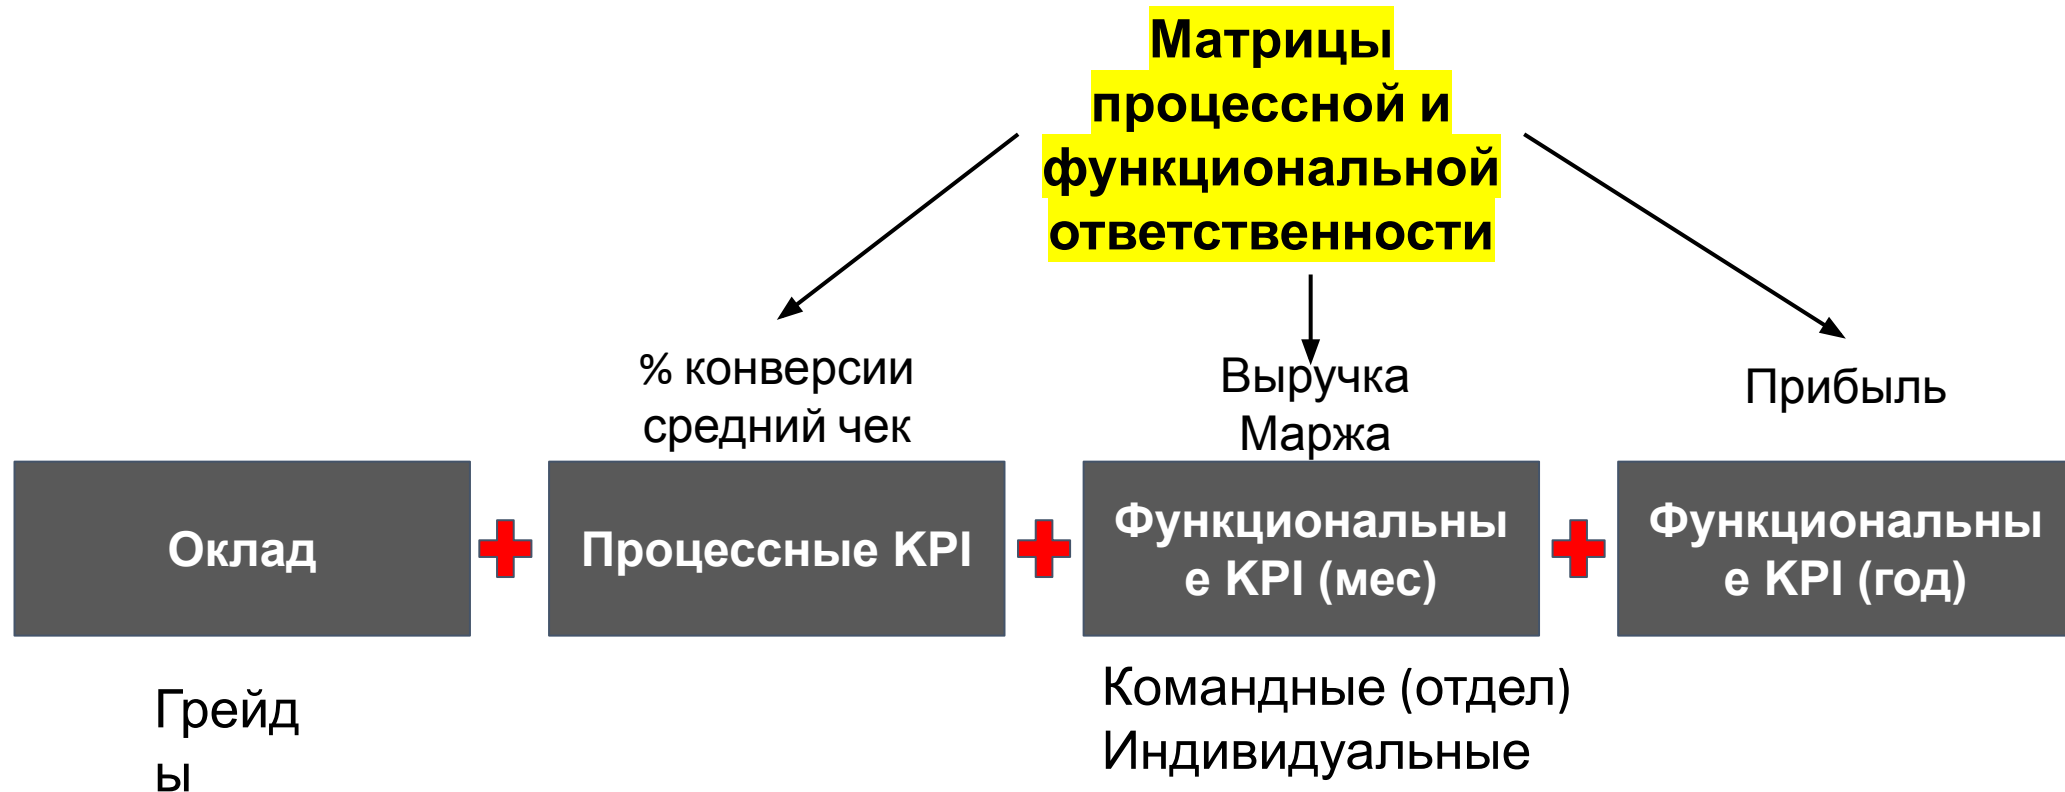 Матрицы
процессной и
функциональной
ответственности
% конверсии
средний чек
Выручка
Маржа
Прибыль
Оклад
Процессные KPI
Функциональны
е KPI (мес)
Функциональны
е KPI (год)
Грейд
ы
Командные (отдел)
Индивидуальные